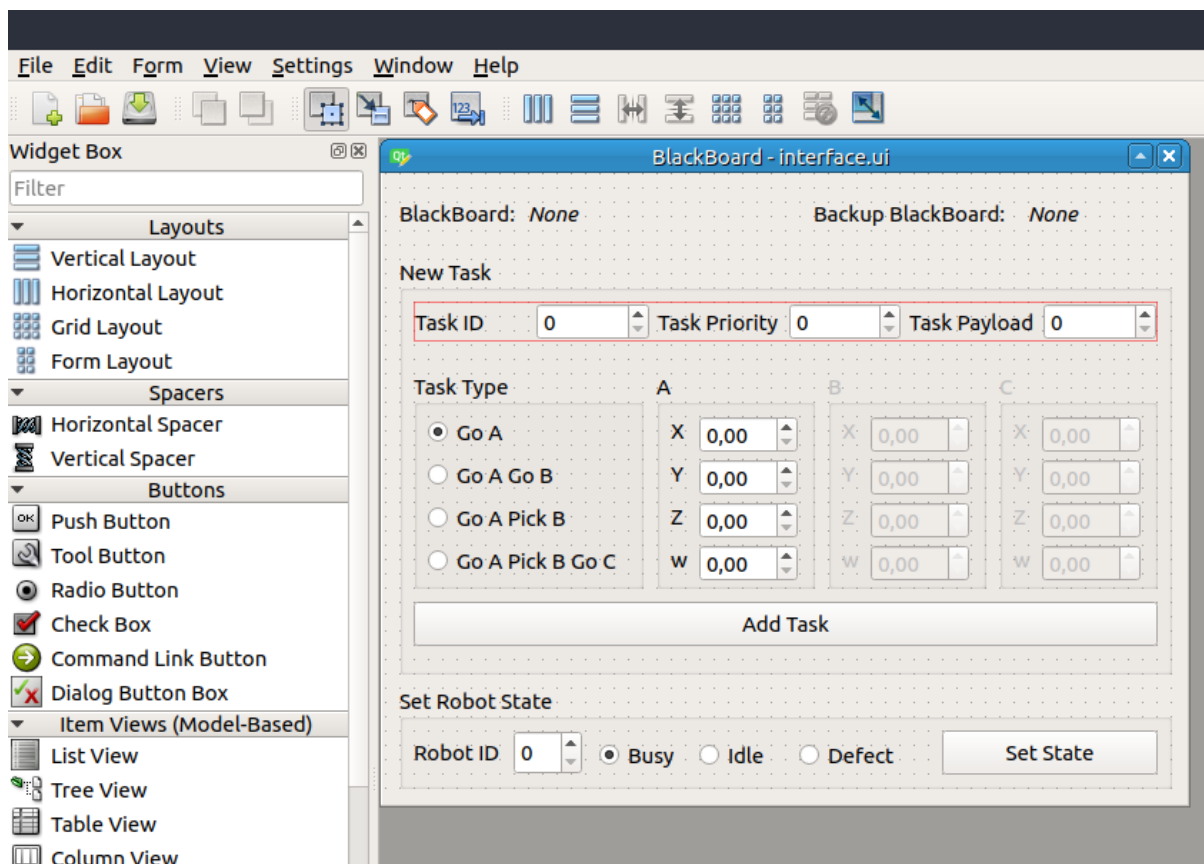 File Edit Form View Settings Window Help
Widget Box
Filter
Layouts
Vertical Layout
Horizontal Layout
Grid Layout
Form Layout
Spacers
Horizontal Spacer
Vertical Spacer
Buttons
OK Push Button
Tool Button
Radio Button
Check Box
Command Link Button
Dialog Button Box
Item Views (Model-Based)
List View
Tree View
Table View
Column View
123
Qt BlackBoard - interface.ui
BlackBoard: None Backup BlackBoard: None
New Task
Task ID 0 Task Priority 0 Task Payload 0
Task Type A B C
Go A X 0,00 X 0,00 X 0,00
Go A Go B Y 0,00 Y 0,00 Y 0,00
Go A Pick B Z 0,00 Z 0,00 Z 0,00
Go A Pick B Go C W 0,00 W 0,00 W 0,00
Add Task
Set Robot State
Robot ID 0 Busy Idle Defect Set State